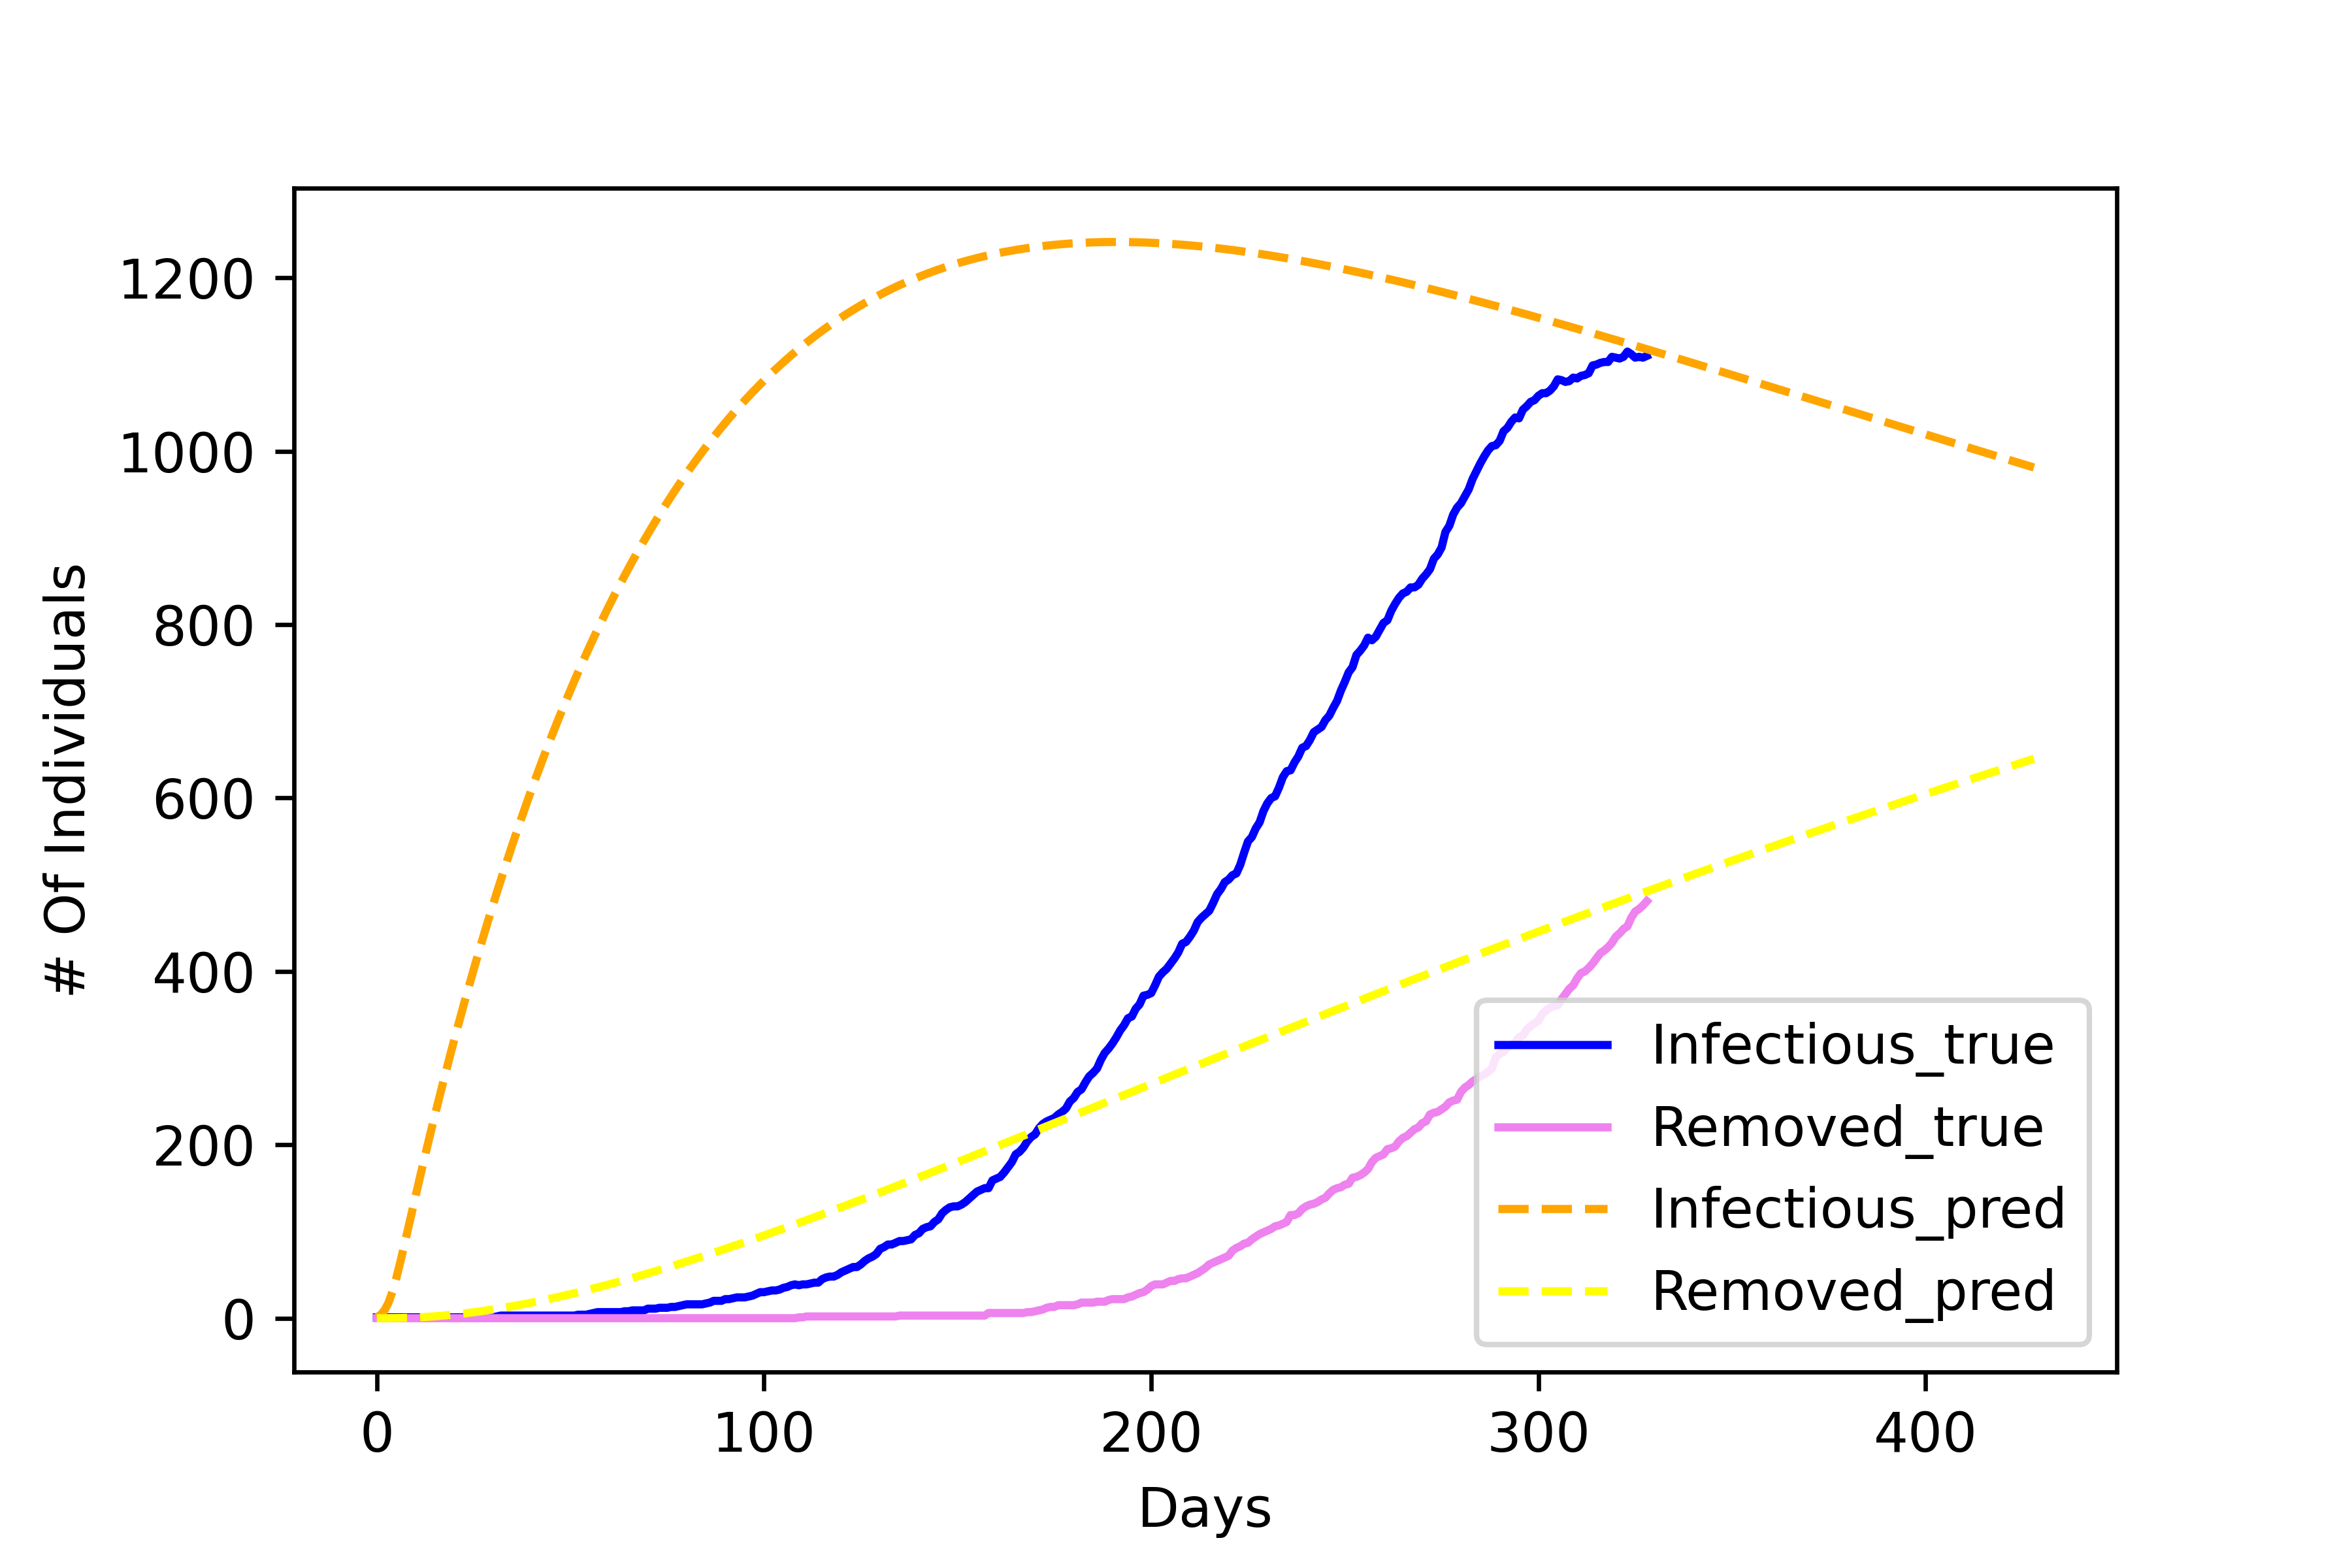 1200
1000
800
600
400
200
0
# Of Individuals
Infectious_true
Removed_true
Infectious_pred
Removed_pred
0 100 200 300 400
Days